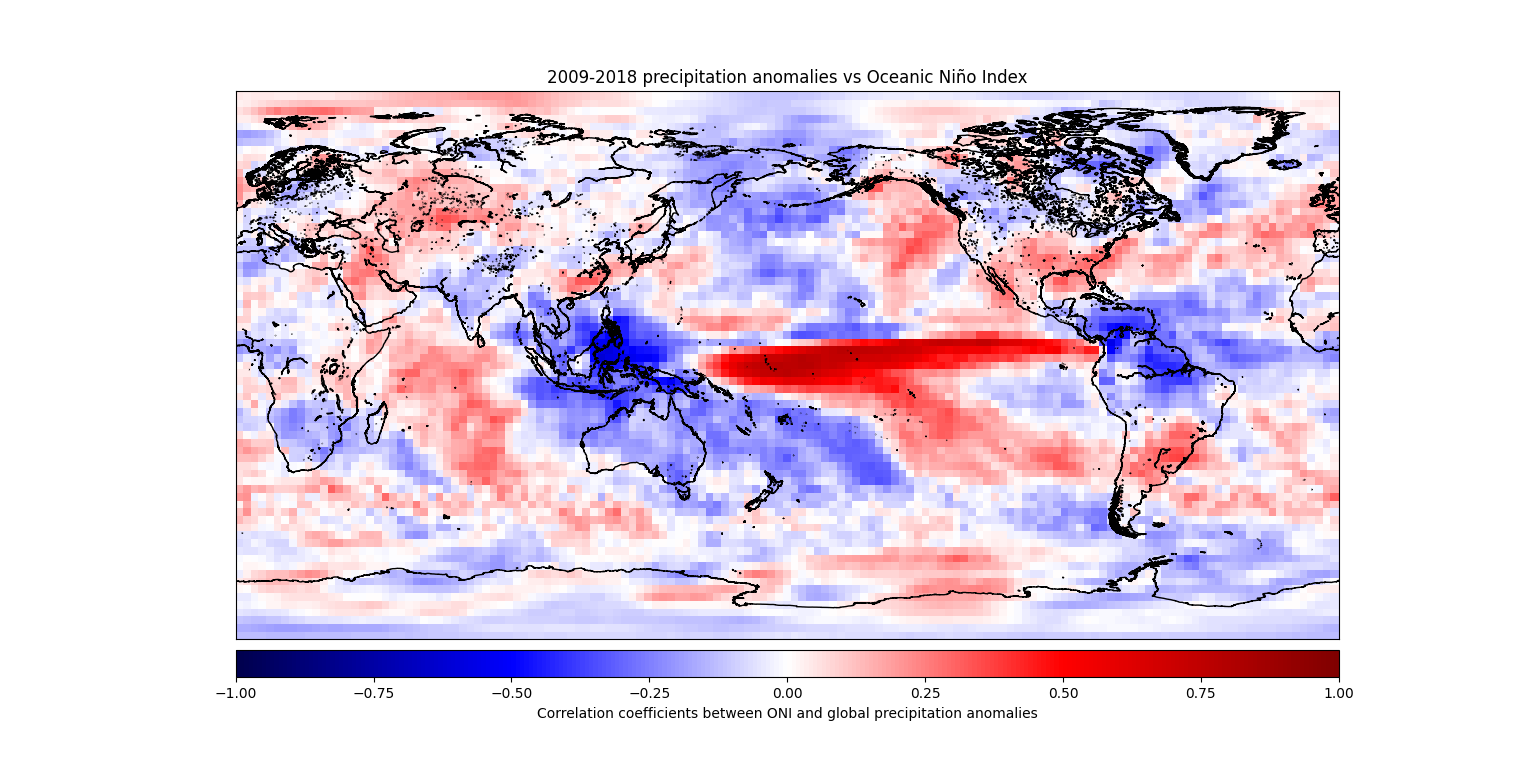 2009-2018 precipitation anomalies vs Oceanic Niño Index
−1.00 −0.75 −0.50 −0.25 0.00 0.25 0.50 0.75 1.00
Correlation coefficients between ONI and global precipitation anomalies